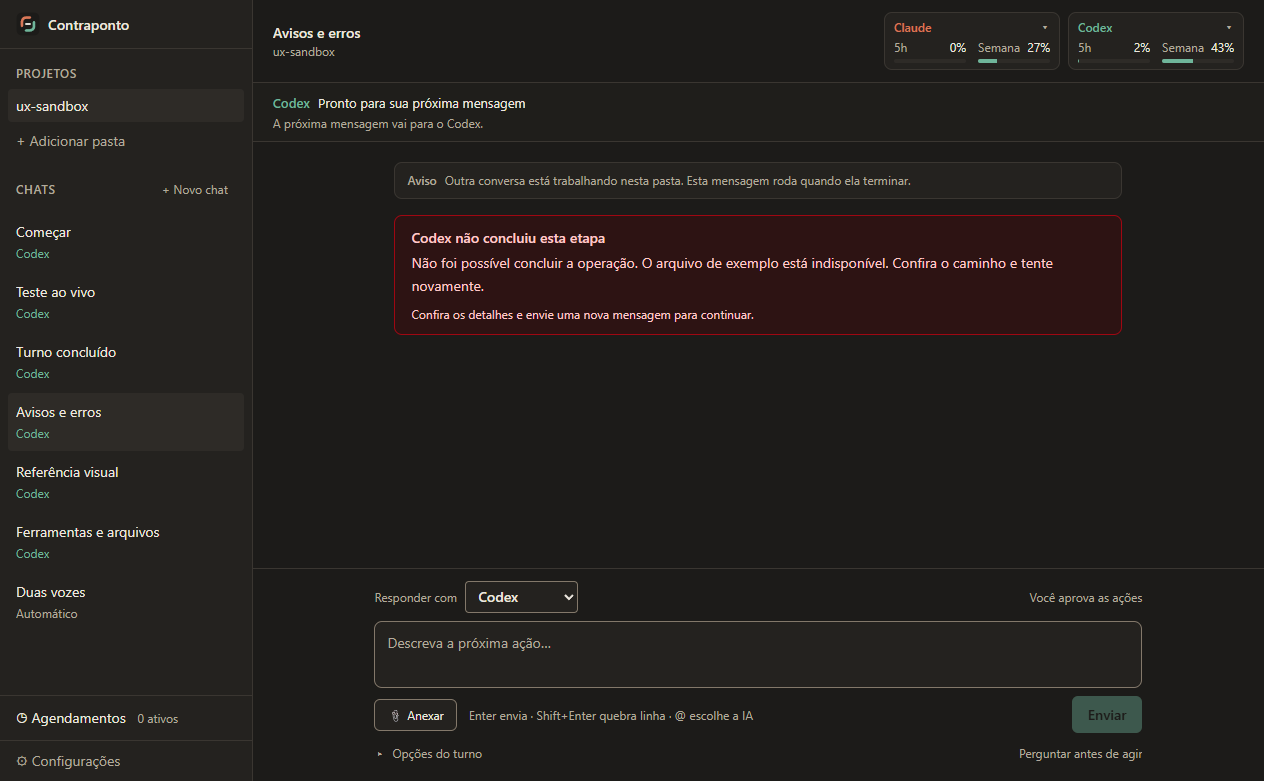 Contraponto
PROJETOS
ux-sandbox
+ Adicionar pasta
CHATS + Novo chat
Começar
Codex
Teste ao vivo
Codex
Turno concluído
Codex
Avisos e erros
Codex
Referência visual
Codex
Ferramentas e arquivos
Codex
Duas vozes
Automático
Agendamentos 0 ativos
Configurações
Avisos e erros
ux-sandbox
Claude
5h 0% Semana 27%
Codex
5h 2% Semana 43%
Codex Pronto para sua próxima mensagem
A próxima mensagem vai para o Codex.
Aviso Outra conversa está trabalhando nesta pasta. Esta mensagem roda quando ela terminar.
Codex não concluiu esta etapa
Não foi possível concluir a operação. O arquivo de exemplo está indisponível. Confira o caminho e tente
novamente.
Confira os detalhes e envie uma nova mensagem para continuar.
Responder com Codex Você aprova as ações
Descreva a próxima ação...
Anexar Enter envia · Shift+Enter quebra linha · @ escolhe a IA Enviar
Opções do turno Perguntar antes de agir